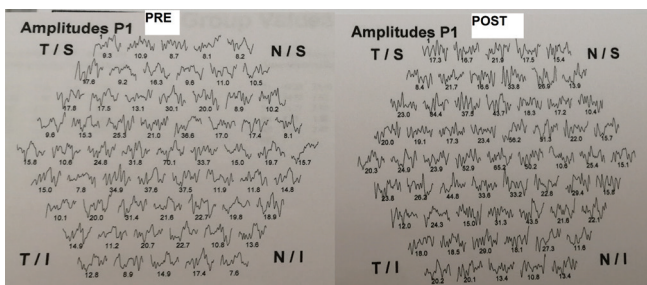 PRE
Amplitudes P1
T / S
N / S
9.3 10.9 8.7 8.1 8.2
17.6 9.2 16.3 9.6 11.0 10.5
17.8 17.5 13.1 30.1 20.0 8.9 10.2
9.6 15.3 25.3 21.0 36.6 17.0 17.4 8.1
15.8 10.8 24.8 31.8 70.1 33.7 15.0 19.7 15.7
15.0 7.8 34.9 37.6 37.5 11.9 11.8 14.8
10.1 20.0 31.4 21.6 22.7 19.8 18.9
14.9 11.2 20.7 22.7 10.8 13.6
12.8 8.9 14.9 17.4 7.6
T / I
N / I
POST
Amplitudes P1
T / S
N / S
17.3 16.7 21.9 17.5 15.4
8.4 21.7 16.6 33.8 26.9 13.9
23.0 54.4 37.5 43.7 18.3 17.2 10.4
20.0 19.1 17.3 23.4 56.2 51.3 22.0 15.7
20.3 24.9 23.9 52.9 65.2 50.2 10.8 25.4 15.1
23.8 26.2 44.8 33.6 33.2 22.8 29.4 15.8
12.0 24.3 15.0 31.3 21.8 22.1
18.0 18.5 29.0 18.1 27.3 11.8
20.2 20.1 13.4 10.8 13.4
T / I
N / I